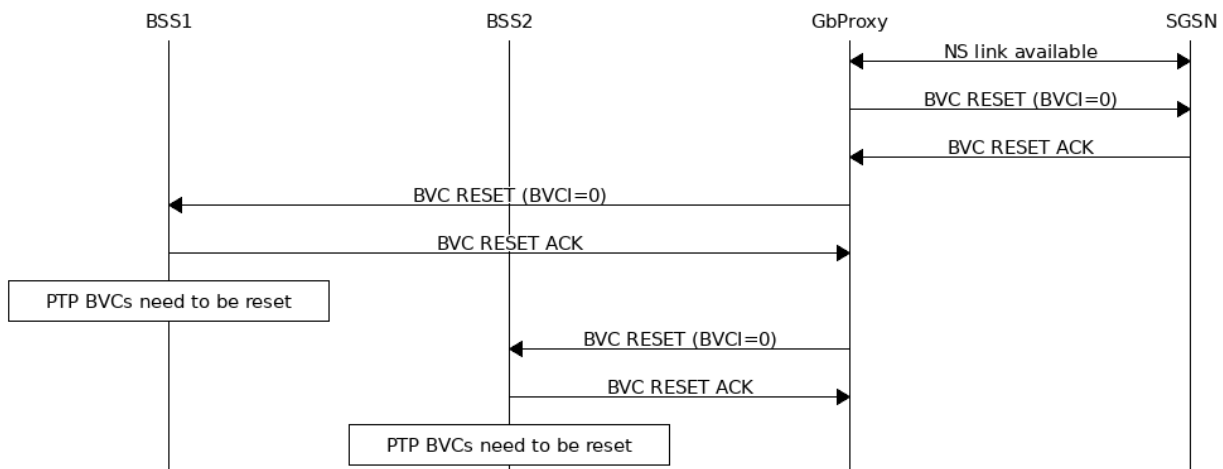 BSS1 BSS2 GbProxy SGSN
NS link available
BVC RESET (BVCI=0)
BVC RESET ACK
BVC RESET (BVCI=0)
BVC RESET ACK
PTP BVCs need to be reset
BVC RESET (BVCI=0)
BVC RESET ACK
PTP BVCs need to be reset